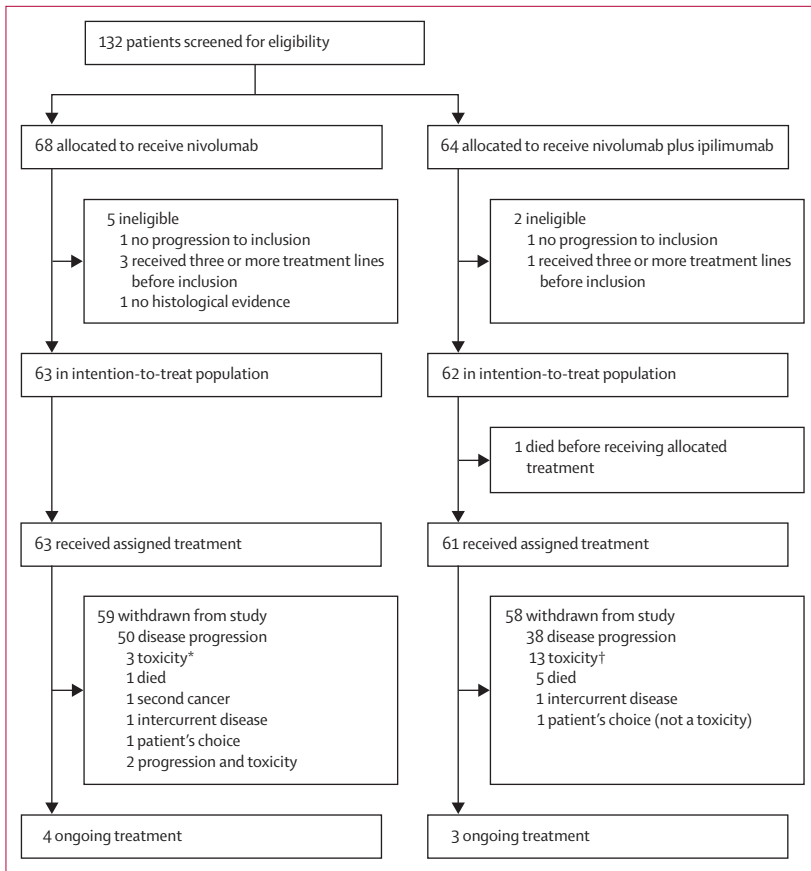 132 patients screened for eligibility
68 allocated to receive nivolumab
64 allocated to receive nivolumab plus ipilimumab
5 ineligible
1 no progression to inclusion
3 received three or more treatment lines
before inclusion
1 no histological evidence
2 ineligible
1 no progression to inclusion
1 received three or more treatment lines
before inclusion
63 in intention-to-treat population
62 in intention-to-treat population
1 died before receiving allocated
treatment
63 received assigned treatment
61 received assigned treatment
59 withdrawn from study
50 disease progression
3 toxicity*
1 died
1 second cancer
1 intercurrent disease
1 patient's choice
2 progression and toxicity
58 withdrawn from study
38 disease progression
13 toxicity†
5 died
1 intercurrent disease
1 patient's choice (not a toxicity)
4 ongoing treatment
3 ongoing treatment